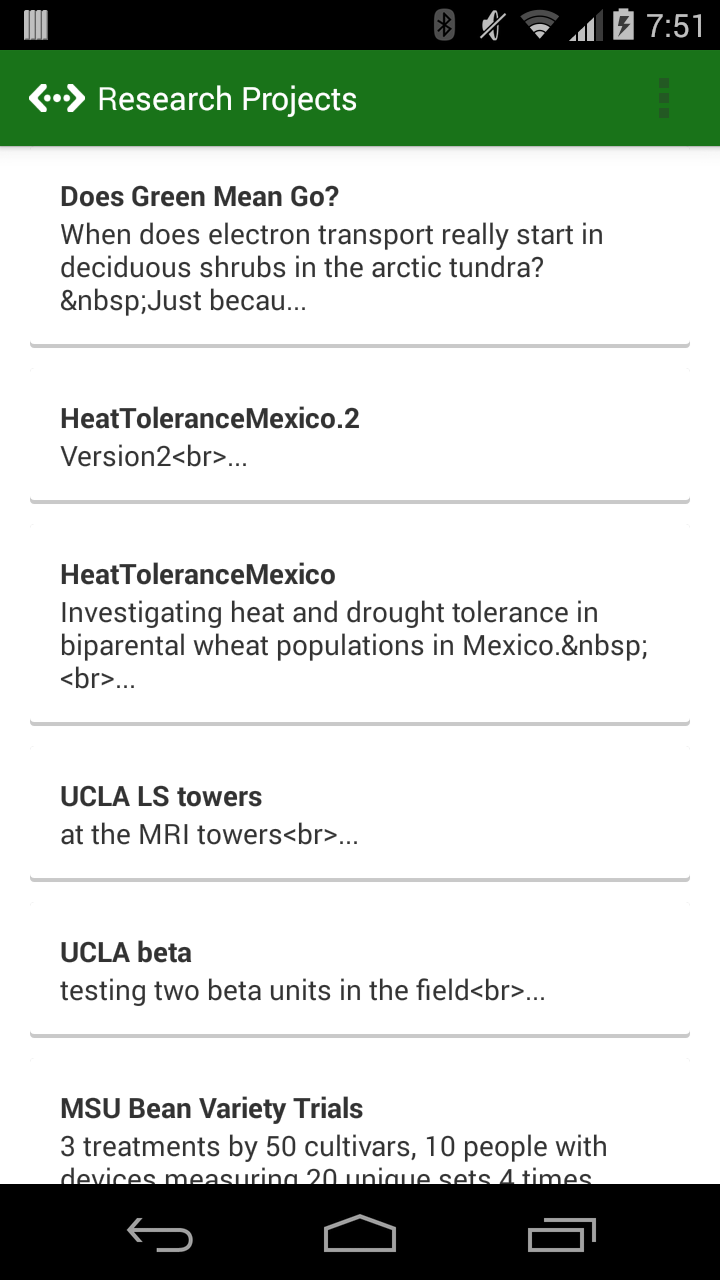 7:51
Research Projects
Does Green Mean Go?
When does electron transport really start in
deciduous shrubs in the arctic tundra?
&nbsp;Just becau...
HeatToleranceMexico.2
Version2<br>...
HeatToleranceMexico
Investigating heat and drought tolerance in
biparental wheat populations in Mexico.&nbsp;
<br>...
UCLA LS towers
at the MRI towers<br>...
UCLA beta
testing two beta units in the field<br>...
MSU Bean Variety Trials
3 treatments by 50 cultivars, 10 people with
devices measuring 20 unique sets 4 times